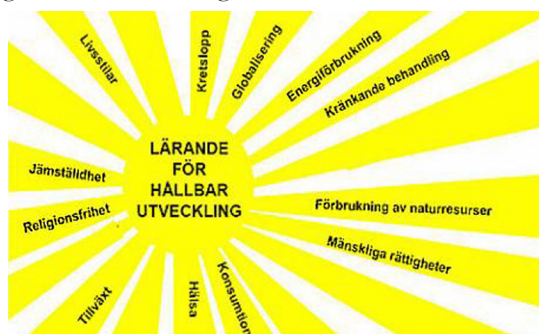 Livsstilar
Kretslopp
Globalisering
Energiförbrukning
Kränkande behandling
LÄRANDE
FÖR
HÅLLBAR
UTVECKLING
Jämställdhet
Religionsfrihet
Förbrukning av naturresurser
Mänskliga rättigheter
Tillväxt
Hälsa
Konsumtion